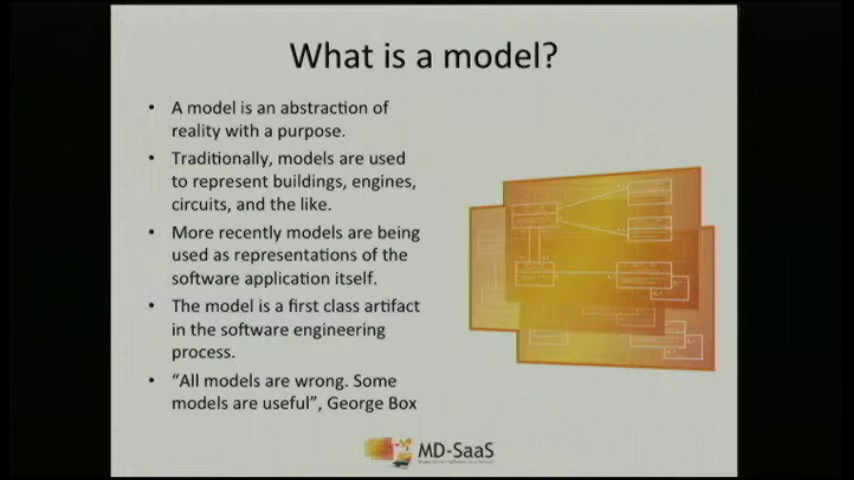 What is a model?
• A model is an abstraction of
reality with a purpose.
• Traditionally, models are used
to represent buildings, engines,
circuits, and the like.
• More recently models are being
used as representations of the
software application itself.
• The model is a first class artifact
in the software engineering
process.
• “All models are wrong. Some
models are useful”, George Box
MD-SaaS